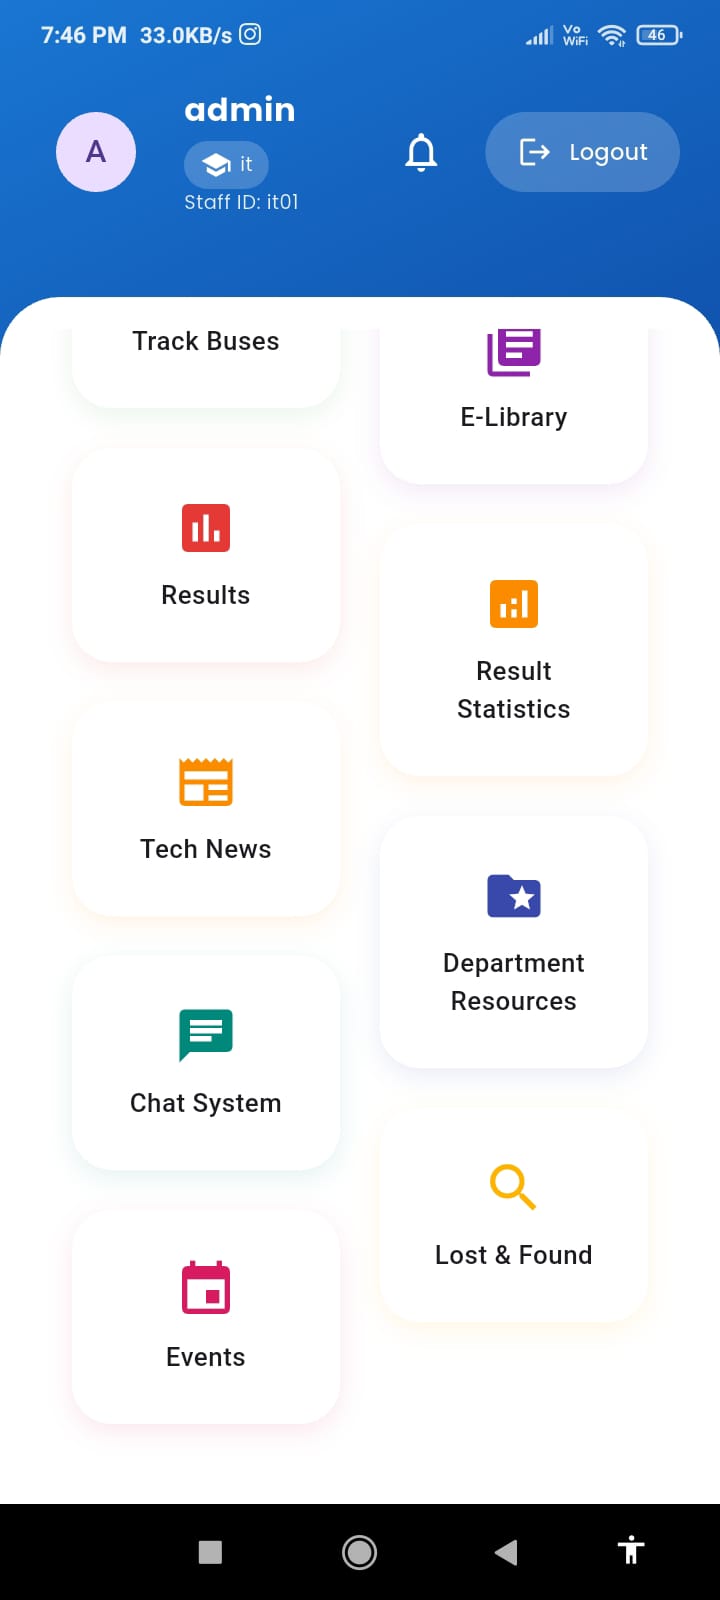 7:46 PM 33.0KB/s
Vo
WiFi
46
admin
A
it
Logout
Staff ID: it01
Track Buses
E-Library
Results
Result
Statistics
Tech News
Department
Resources
Chat System
Lost & Found
Events